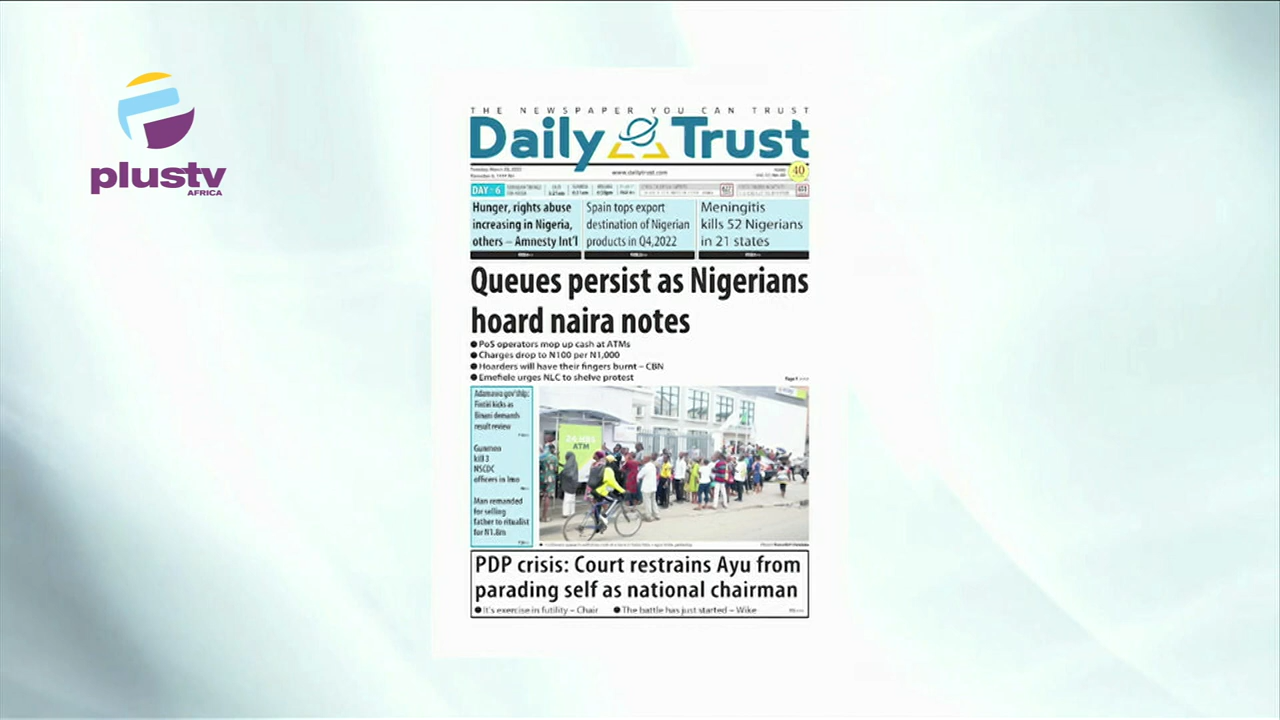 plustv
AFRICA
THE NEWSPAPER YOU CAN TRUST
Daily Trust
www.dailytrust.com
40
DAY - 6
Hunger, rights abuse
increasing in Nigeria,
others – Amnesty Int'l
Spain tops export
destination of Nigerian
products in Q4,2022
Meningitis
kills 52 Nigerians
in 21 states
Queues persist as Nigerians
hoard naira notes
● PoS operators mop up cash at ATMs
● Charges drop to N100 per N1,000
● Hoarders will have their fingers burnt – CBN
● Emefiele urges NLC to shelve protest
Adamawa gov'ship:
Fintiri kicks as
Binani demands
result review
Gunmen
kill 3
NSCDC
officers in Imo
Man remanded
for selling
father to ritualist
for N1.8m
ATM
PDP crisis: Court restrains Ayu from
parading self as national chairman
● It's exercise in futility – Chair ● The battle has just started – Wike